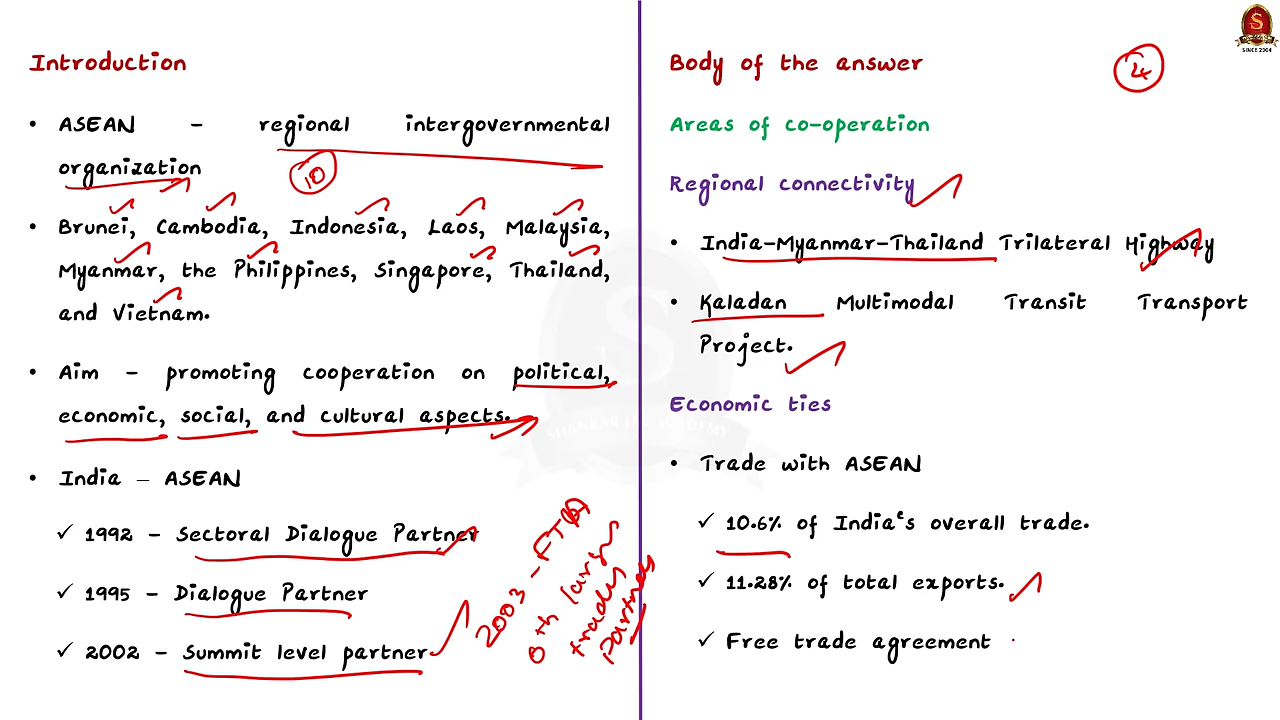 Introduction
• ASEAN - regional intergovernmental
organization
10
• Brunei, Cambodia, Indonesia, Laos, Malaysia,
Myanmar, the Philippines, Singapore, Thailand,
and Vietnam.
• Aim - promoting cooperation on political,
economic, social, and cultural aspects.
• India – ASEAN
✓ 1992 - Sectoral Dialogue Partner
✓ 1995 - Dialogue Partner
✓ 2002 - Summit level partner
2003 - FT
trading
partner
Body of the answer
4
Areas of co-operation
Regional connectivity
• India-Myanmar-Thailand Trilateral Highway
• Kaladan Multimodal Transit Transport
Project.
Economic ties
• Trade with ASEAN
✓ 10.6% of India's overall trade.
✓ 11.28% of total exports.
✓ Free trade agreement
S
SINCE 2004